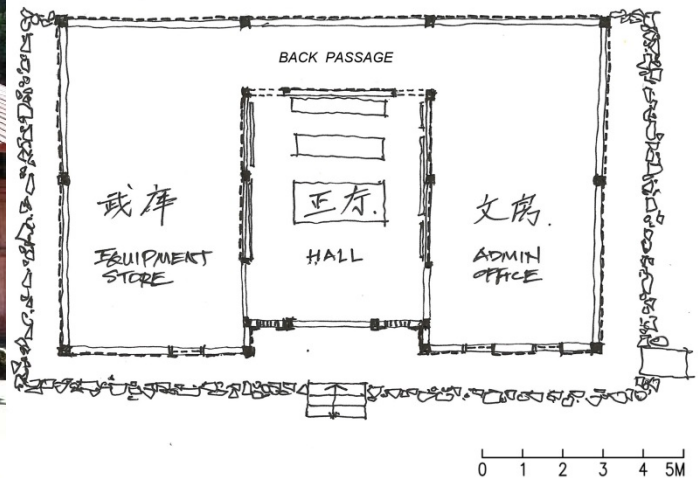 BACK PASSAGE
武库
EQUIPMENT
STORE
正厅.
HALL
文房.
ADMIN
OFFICE
0 1 2 3 4 5M